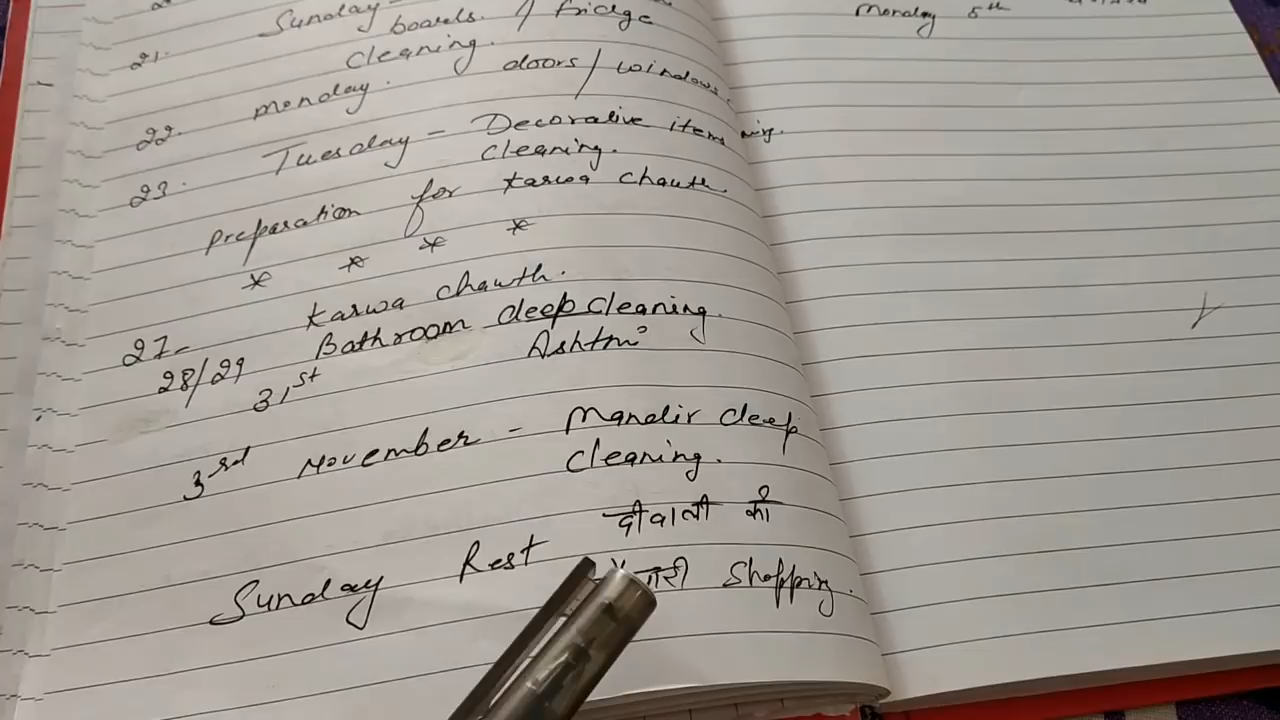 21. Sunday -
boards. / fridge
cleaning.
22. monday. doors / windows
23. Tuesday - Decorative items
cleaning.
Preparation for karwa chauth.
* * * *
27- karwa chauth.
28/29 Bathroom deep cleaning.
31st Ashtmi
3rd November - Mandir deep
cleaning.
दीवाली की
Sunday Rest Shopping.
Monday 5th